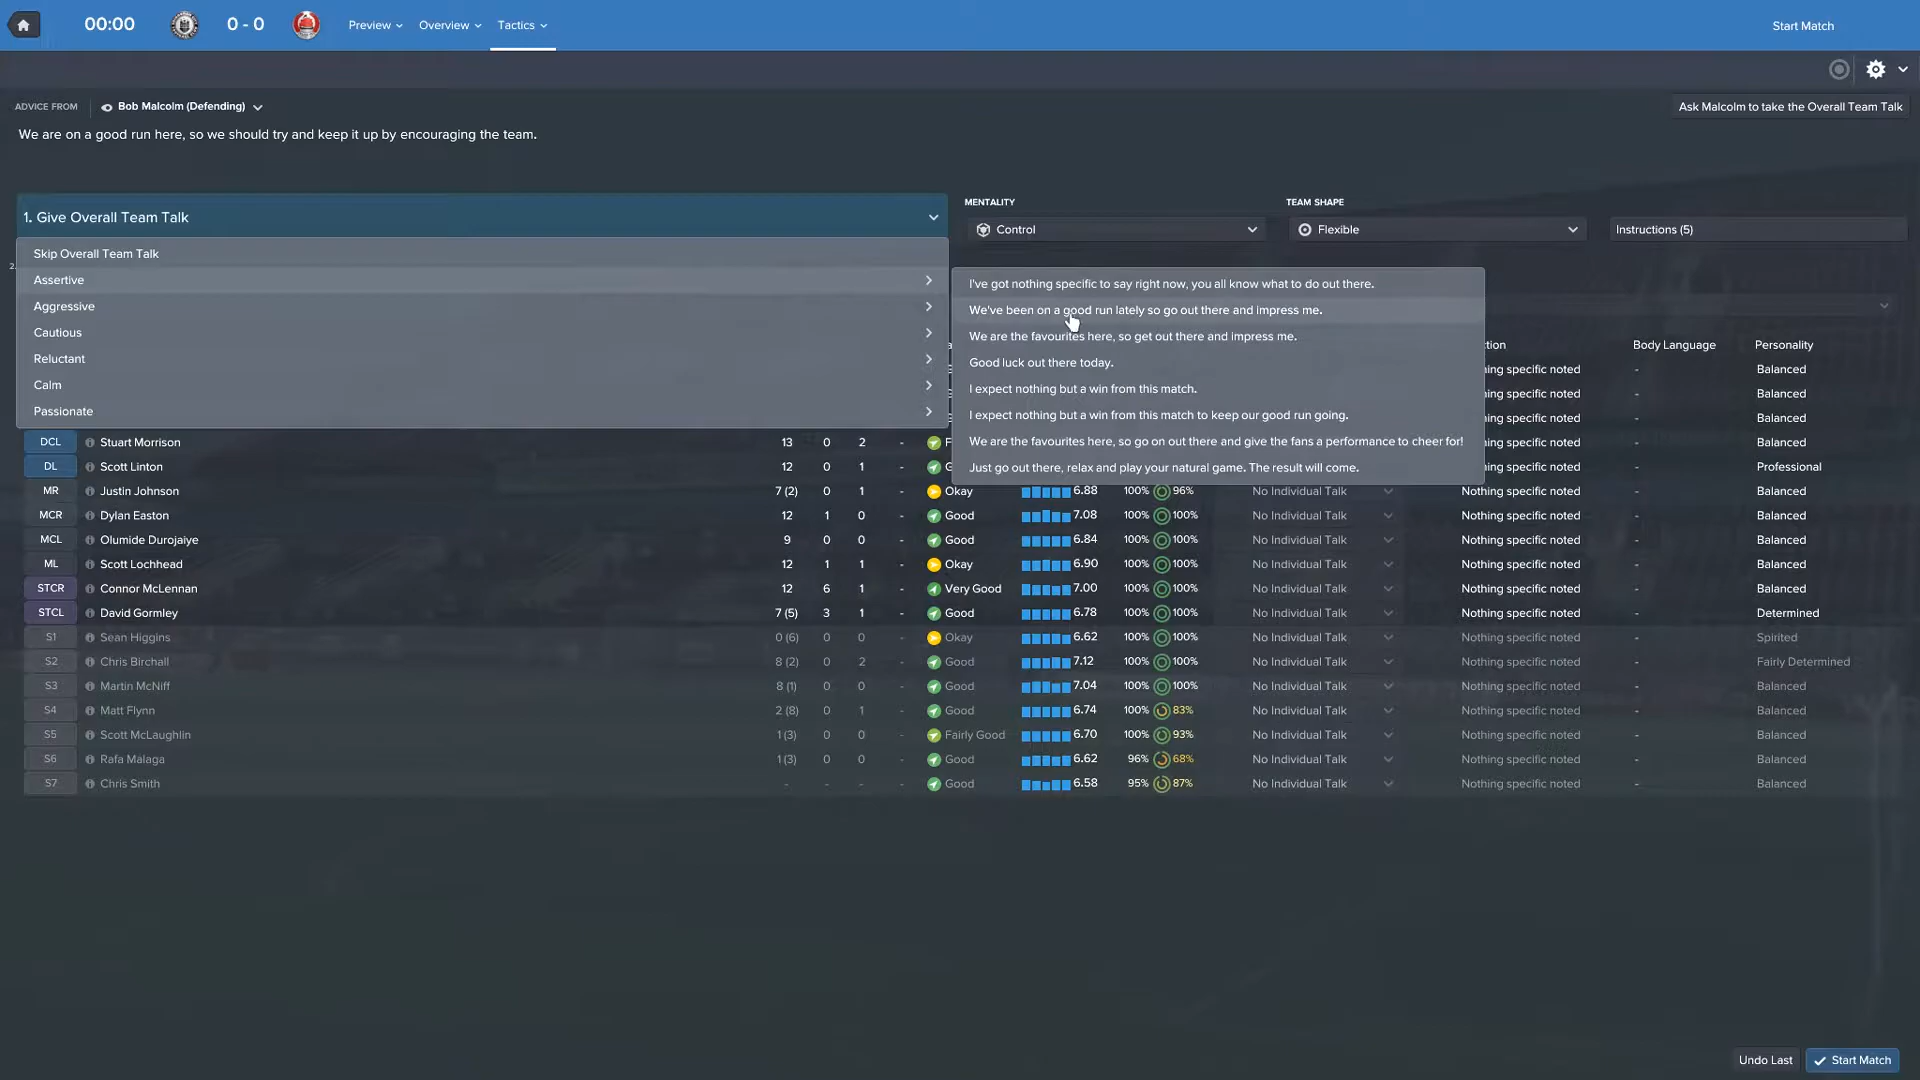 00:00 0 - 0 Preview Overview Tactics Start Match
ADVICE FROM Bob Malcolm (Defending) Ask Malcolm to take the Overall Team Talk
We are on a good run here, so we should try and keep it up by encouraging the team.
MENTALITY TEAM SHAPE
1. Give Overall Team Talk Control Flexible Instructions (5)
Skip Overall Team Talk
2.
Assertive
Aggressive
Cautious
Reluctant
Calm
Passionate
I've got nothing specific to say right now, you all know what to do out there.
We've been on a good run lately so go out there and impress me.
We are the favourites here, so get out there and impress me.
Good luck out there today.
I expect nothing but a win from this match.
I expect nothing but a win from this match to keep our good run going.
We are the favourites here, so go on out there and give the fans a performance to cheer for!
Just go out there, relax and play your natural game. The result will come.
Body Language Personality
hing specific noted - Balanced
hing specific noted - Balanced
hing specific noted - Balanced
DCL Stuart Morrison 13 0 2 - F hing specific noted - Balanced
DL Scott Linton 12 0 1 - G hing specific noted - Professional
MR Justin Johnson 7 (2) 0 1 - Okay 6.88 100% 96% No Individual Talk Nothing specific noted - Balanced
MCR Dylan Easton 12 1 0 - Good 7.08 100% 100% No Individual Talk Nothing specific noted - Balanced
MCL Olumide Durojaiye 9 0 0 - Good 6.84 100% 100% No Individual Talk Nothing specific noted - Balanced
ML Scott Lochhead 12 1 1 - Okay 6.90 100% 100% No Individual Talk Nothing specific noted - Balanced
STCR Connor McLennan 12 6 1 - Very Good 7.00 100% 100% No Individual Talk Nothing specific noted - Balanced
STCL David Gormley 7 (5) 3 1 - Good 6.78 100% 100% No Individual Talk Nothing specific noted - Determined
S1 Sean Higgins 0 (6) 0 0 - Okay 6.62 100% 100% No Individual Talk Nothing specific noted - Spirited
S2 Chris Birchall 8 (2) 0 2 - Good 7.12 100% 100% No Individual Talk Nothing specific noted - Fairly Determined
S3 Martin McNiff 8 (1) 0 0 - Good 7.04 100% 100% No Individual Talk Nothing specific noted - Balanced
S4 Matt Flynn 2 (8) 0 1 - Good 6.74 100% 83% No Individual Talk Nothing specific noted - Balanced
S5 Scott McLaughlin 1 (3) 0 0 - Fairly Good 6.70 100% 93% No Individual Talk Nothing specific noted - Balanced
S6 Rafa Málaga 1 (3) 0 0 - Good 6.62 96% 68% No Individual Talk Nothing specific noted - Balanced
S7 Chris Smith - - - - Good 6.58 95% 87% No Individual Talk Nothing specific noted - Balanced
Undo Last Start Match